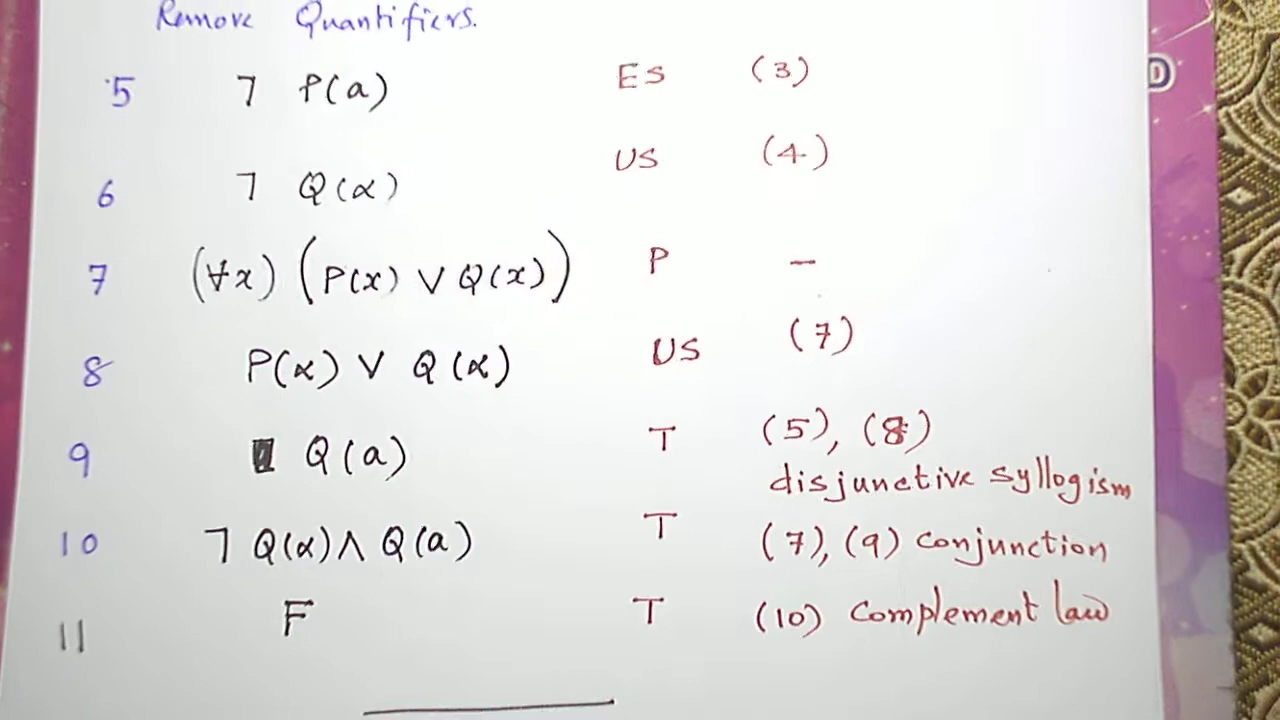 Remove Quantifiers.
5 ㄱ P(a) ES (3)
6 ㄱ Q(α) US (4)
7 (∀x) (P(x) ∨ Q(x)) P –
8 P(α) ∨ Q(α) US (7)
9 Q(a) T (5), (8)
disjunctive syllogism
10 ㄱ Q(α) ∧ Q(a) T (7), (9) conjunction
11 F T (10) complement law
D